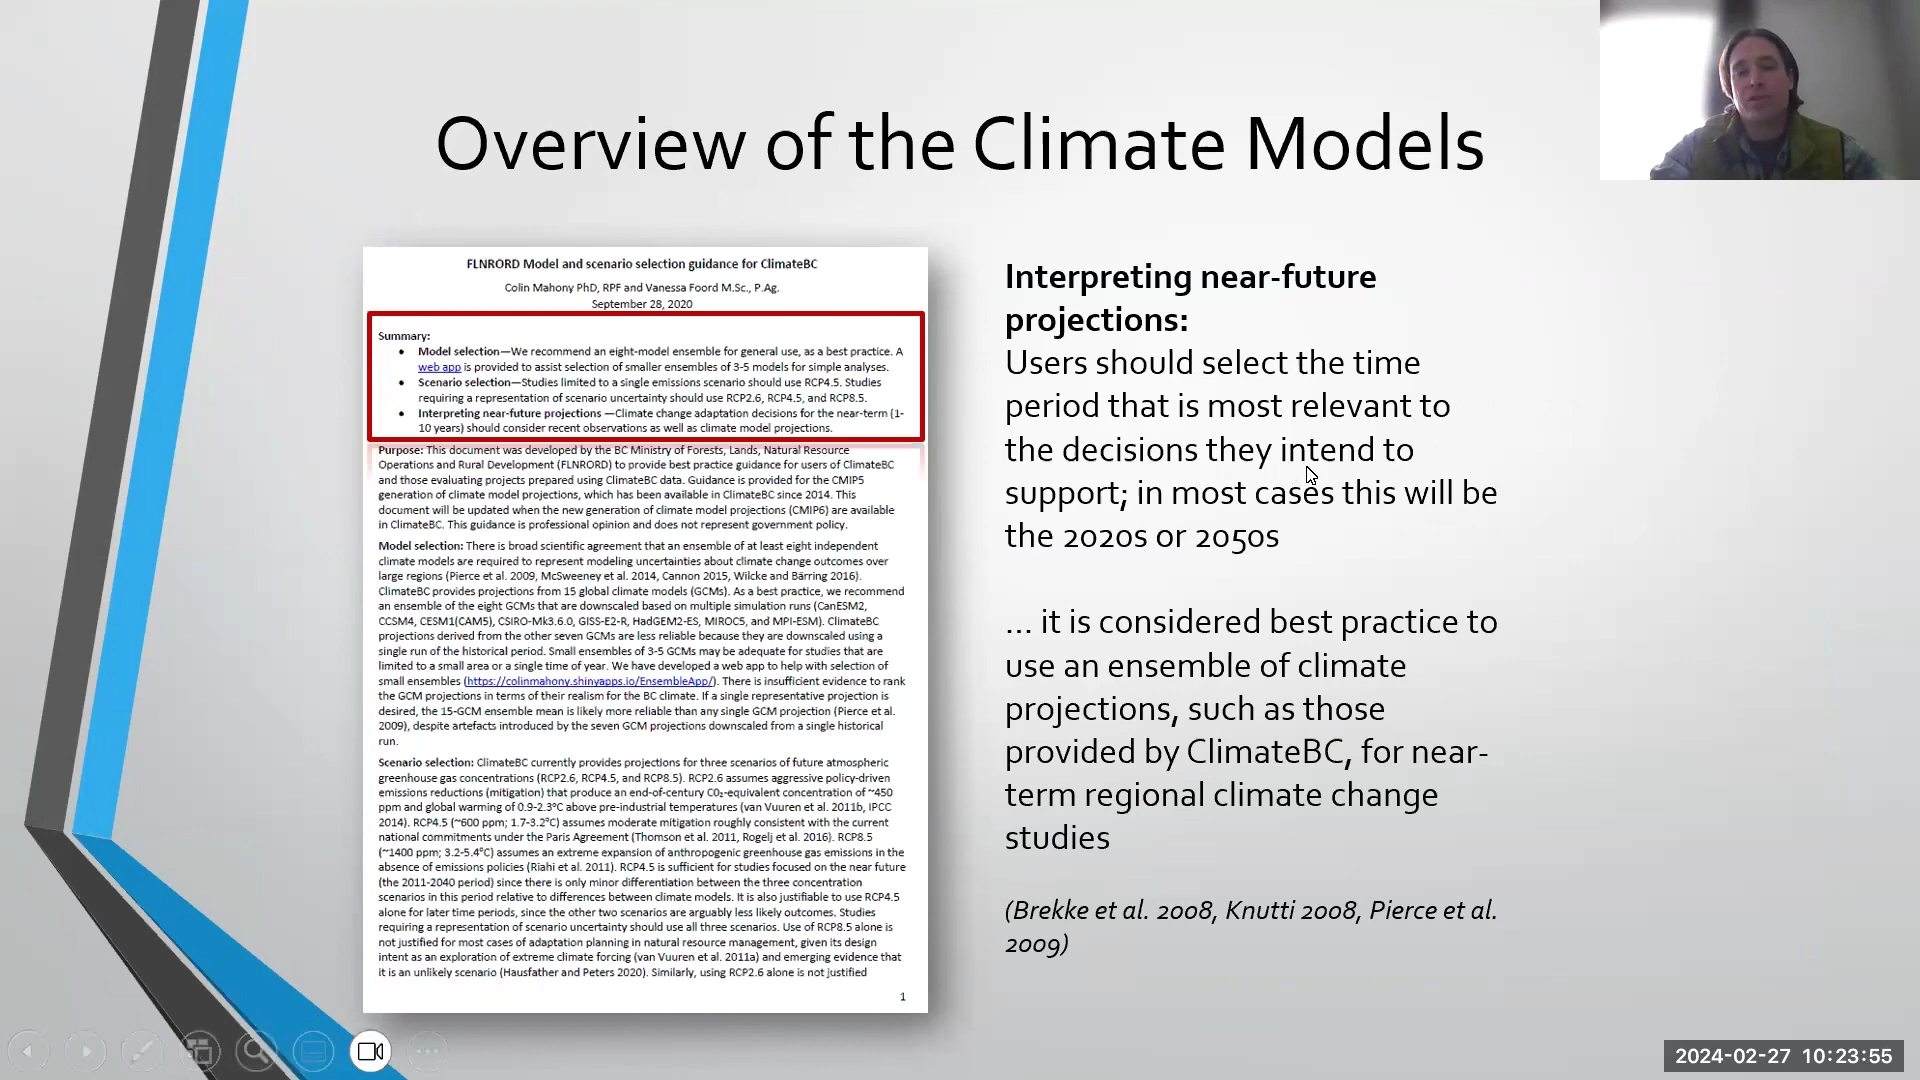 Overview of the Climate Models
FLNRORD Model and scenario selection guidance for ClimateBC
Colin Mahony PhD, RPF and Vanessa Foord M.Sc., P.Ag.
September 28, 2020
Summary:
• Model selection—We recommend an eight-model ensemble for general use, as a best practice. A
web app is provided to assist selection of smaller ensembles of 3-5 models for simple analyses.
• Scenario selection—Studies limited to a single emissions scenario should use RCP4.5. Studies
requiring a representation of scenario uncertainty should use RCP2.6, RCP4.5, and RCP8.5.
• Interpreting near-future projections —Climate change adaptation decisions for the near-term (1-
10 years) should consider recent observations as well as climate model projections.
Purpose: This document was developed by the BC Ministry of Forests, Lands, Natural Resource
Operations and Rural Development (FLNRORD) to provide best practice guidance for users of ClimateBC
and those evaluating projects prepared using ClimateBC data. Guidance is provided for the CMIP5
generation of climate model projections, which has been available in ClimateBC since 2014. This
document will be updated when the new generation of climate model projections (CMIP6) are available
in ClimateBC. This guidance is professional opinion and does not represent government policy.
Model selection: There is broad scientific agreement that an ensemble of at least eight independent
climate models are required to represent modeling uncertainties about climate change outcomes over
large regions (Pierce et al. 2009, McSweeney et al. 2014, Cannon 2015, Wilcke and Bärring 2016).
ClimateBC provides projections from 15 global climate models (GCMs). As a best practice, we recommend
an ensemble of the eight GCMs that are downscaled based on multiple simulation runs (CanESM2,
CCSM4, CESM1(CAM5), CSIRO-Mk3.6.0, GISS-E2-R, HadGEM2-ES, MIROC5, and MPI-ESM). ClimateBC
projections derived from the other seven GCMs are less reliable because they are downscaled using a
single run of the historical period. Small ensembles of 3-5 GCMs may be adequate for studies that are
limited to a small area or a single time of year. We have developed a web app to help with selection of
small ensembles (https://colinmahony.shinyapps.io/EnsembleApp/). There is insufficient evidence to rank
the GCM projections in terms of their realism for the BC climate. If a single representative projection is
desired, the 15-GCM ensemble mean is likely more reliable than any single GCM projection (Pierce et al.
2009), despite artefacts introduced by the seven GCM projections downscaled from a single historical
run.
Scenario selection: ClimateBC currently provides projections for three scenarios of future atmospheric
greenhouse gas concentrations (RCP2.6, RCP4.5, and RCP8.5). RCP2.6 assumes aggressive policy-driven
emissions reductions (mitigation) that produce an end-of-century C0₂-equivalent concentration of ~450
ppm and global warming of 0.9-2.3°C above pre-industrial temperatures (van Vuuren et al. 2011b, IPCC
2014). RCP4.5 (~600 ppm; 1.7-3.2°C) assumes moderate mitigation roughly consistent with the current
national commitments under the Paris Agreement (Thomson et al. 2011, Rogelj et al. 2016). RCP8.5
(~1400 ppm; 3.2-5.4°C) assumes an extreme expansion of anthropogenic greenhouse gas emissions in the
absence of emissions policies (Riahi et al. 2011). RCP4.5 is sufficient for studies focused on the near future
(the 2011-2040 period) since there is only minor differentiation between the three concentration
scenarios in this period relative to differences between climate models. It is also justifiable to use RCP4.5
alone for later time periods, since the other two scenarios are arguably less likely outcomes. Studies
requiring a representation of scenario uncertainty should use all three scenarios. Use of RCP8.5 alone is
not justified for most cases of adaptation planning in natural resource management, given its design
intent as an exploration of extreme climate forcing (van Vuuren et al. 2011a) and emerging evidence that
it is an unlikely scenario (Hausfather and Peters 2020). Similarly, using RCP2.6 alone is not justified
1
Interpreting near-future
projections:
Users should select the time
period that is most relevant to
the decisions they intend to
support; in most cases this will be
the 2020s or 2050s
... it is considered best practice to
use an ensemble of climate
projections, such as those
provided by ClimateBC, for near-
term regional climate change
studies
(Brekke et al. 2008, Knutti 2008, Pierce et al.
2009)
2024-02-27 10:23:55